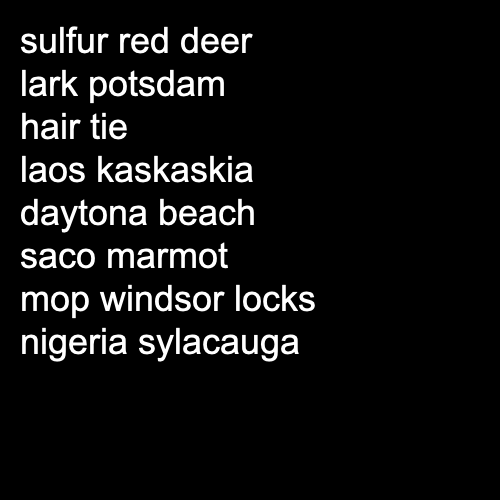 sulfur red deer
lark potsdam
hair tie
laos kaskaskia
daytona beach
saco marmot
mop windsor locks
nigeria sylacauga